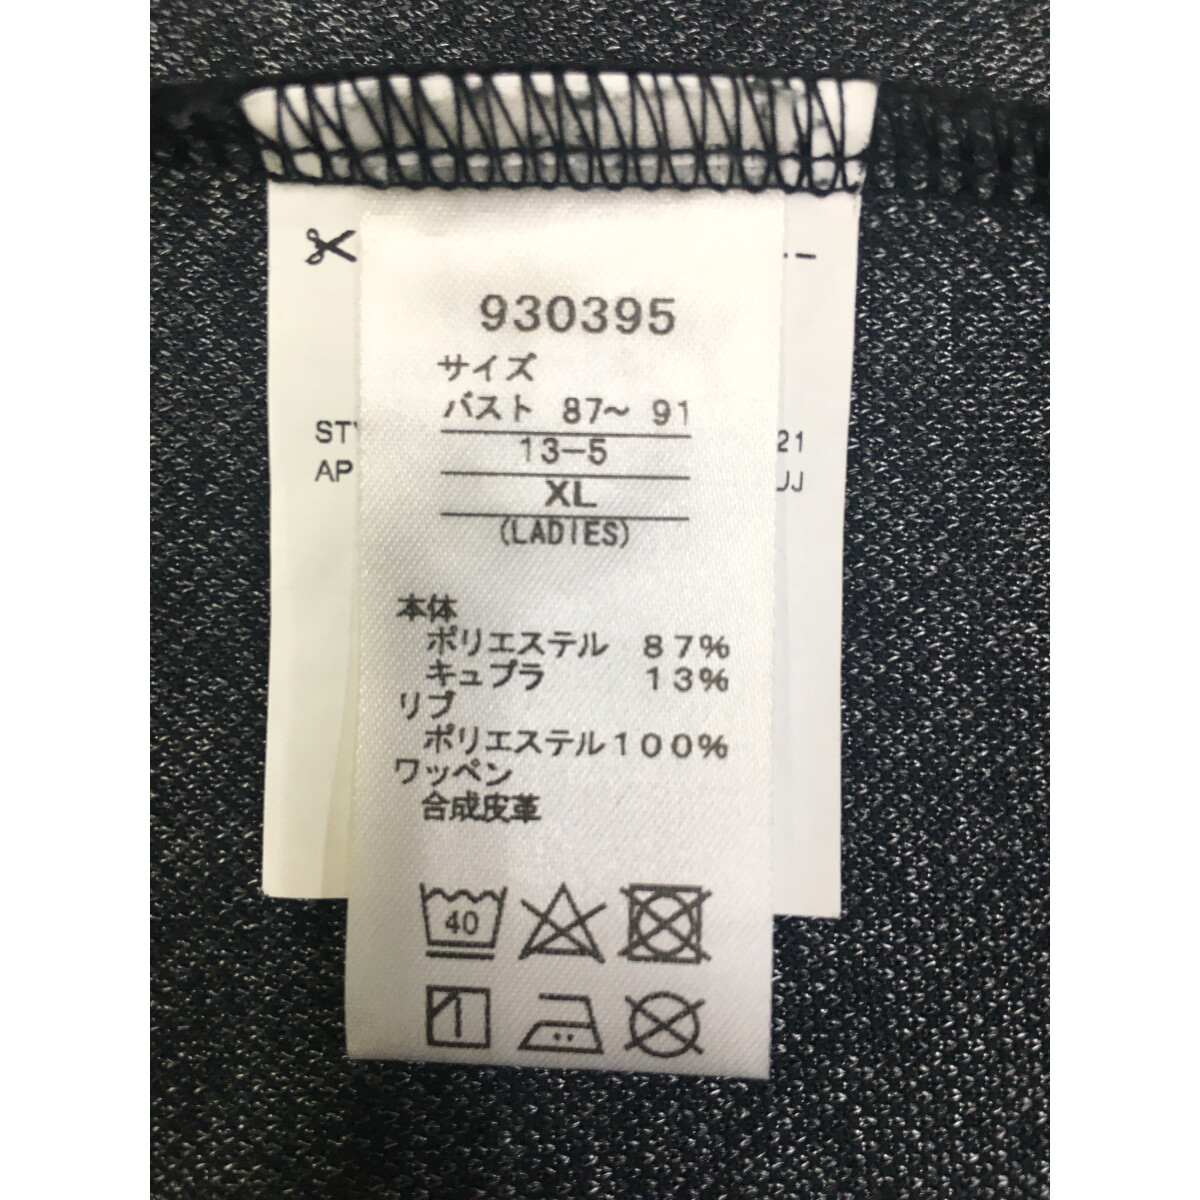 930395
サイズ
バスト 87～ 91
13-5
XL
(LADIES)
本体
ポリエステル 87%
キュプラ 13%
リブ
ポリエステル100%
ワッペン
合成皮革
40
AP
21